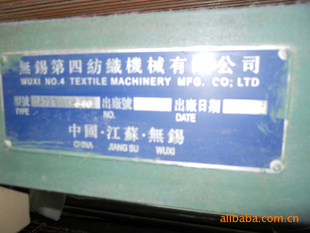 無錫第四紡織機械有 公司
WUXI NO.4 TEXTILE MACHINERY MFG. CO; LTD
型號 出廠號 出廠日期
TYPE NO. DATE
中國·江蘇·無錫
CHINA JIANG SU WUXI
alibaba.com.cn